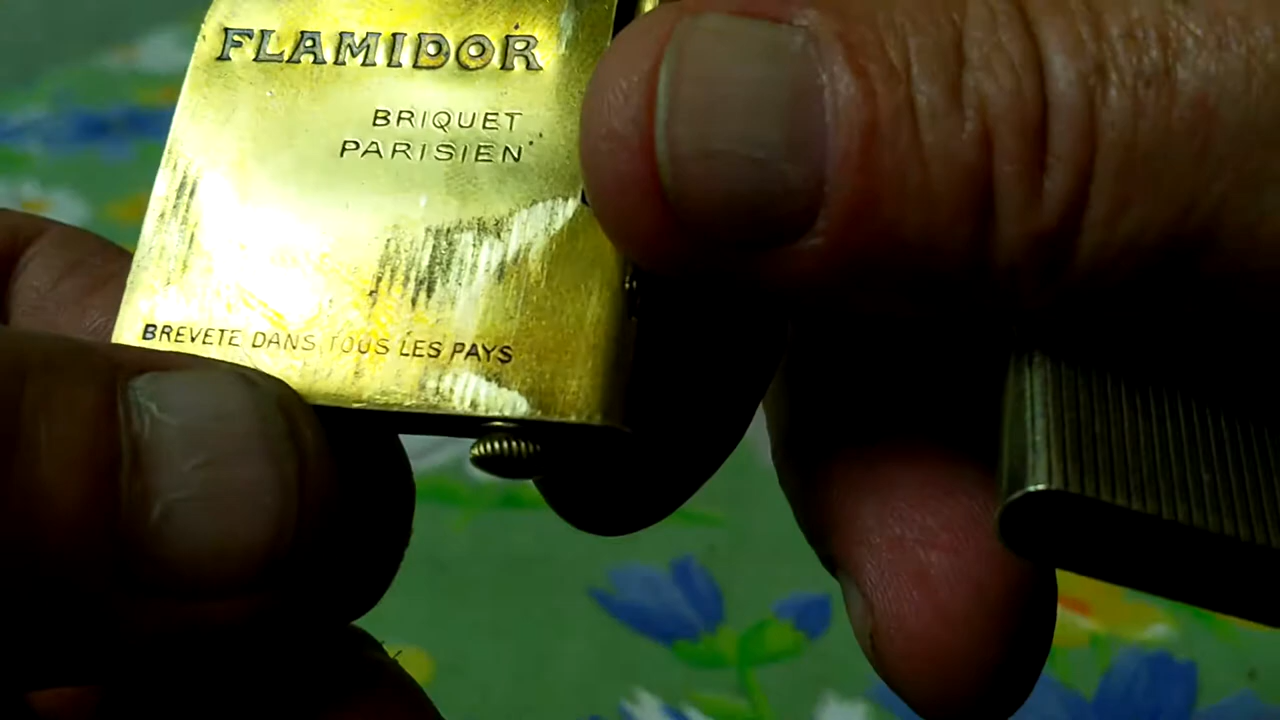 FLAMIDOR
BRIQUET
PARISIEN
BREVETE DANS TOUS LES PAYS